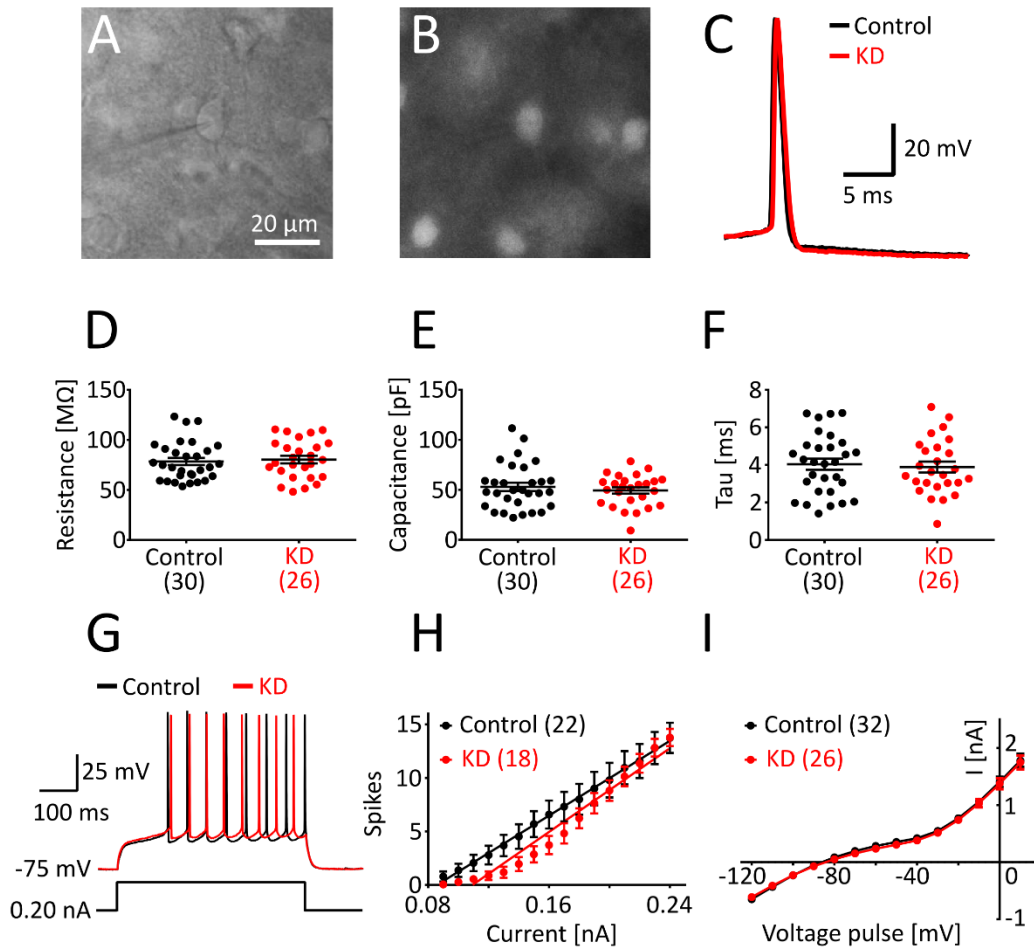 A
20 µm
B
C
Control
KD
20 mV
5 ms
D
Resistance [MΩ]
150
100
50
0
Control
(30)
KD
(26)
E
Capacitance [pF]
150
100
50
0
Control
(30)
KD
(26)
F
Tau [ms]
8
6
4
2
0
Control
(30)
KD
(26)
G
Control
KD
25 mV
100 ms
-75 mV
0.20 nA
H
Spikes
15
10
5
0
Control (22)
KD (18)
0.08
0.16
0.24
Current [nA]
I
Control (32)
KD (26)
I [nA]
2
1
0
-1
-120
-80
-40
Voltage pulse [mV]